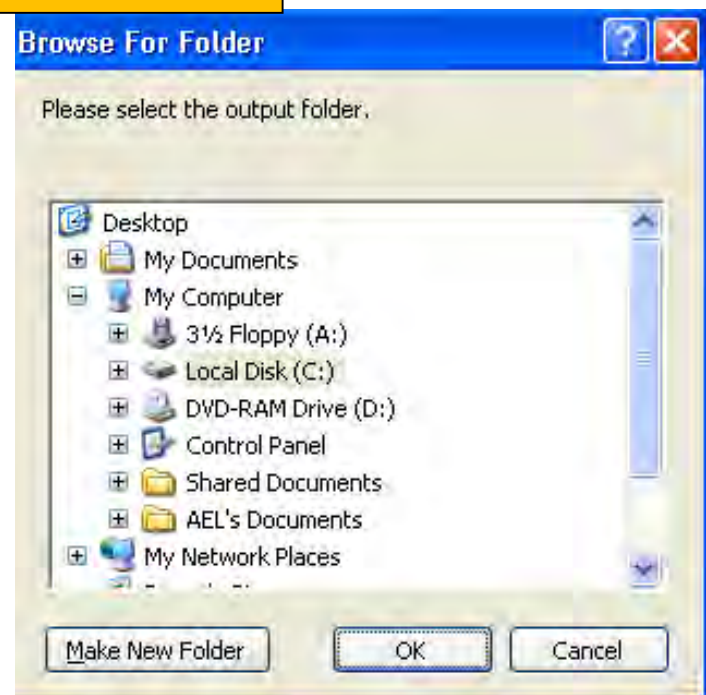 Browse For Folder
Please select the output folder.
Desktop
My Documents
My Computer
3½ Floppy (A:)
Local Disk (C:)
DVD-RAM Drive (D:)
Control Panel
Shared Documents
AEL's Documents
My Network Places
Make New Folder
OK
Cancel